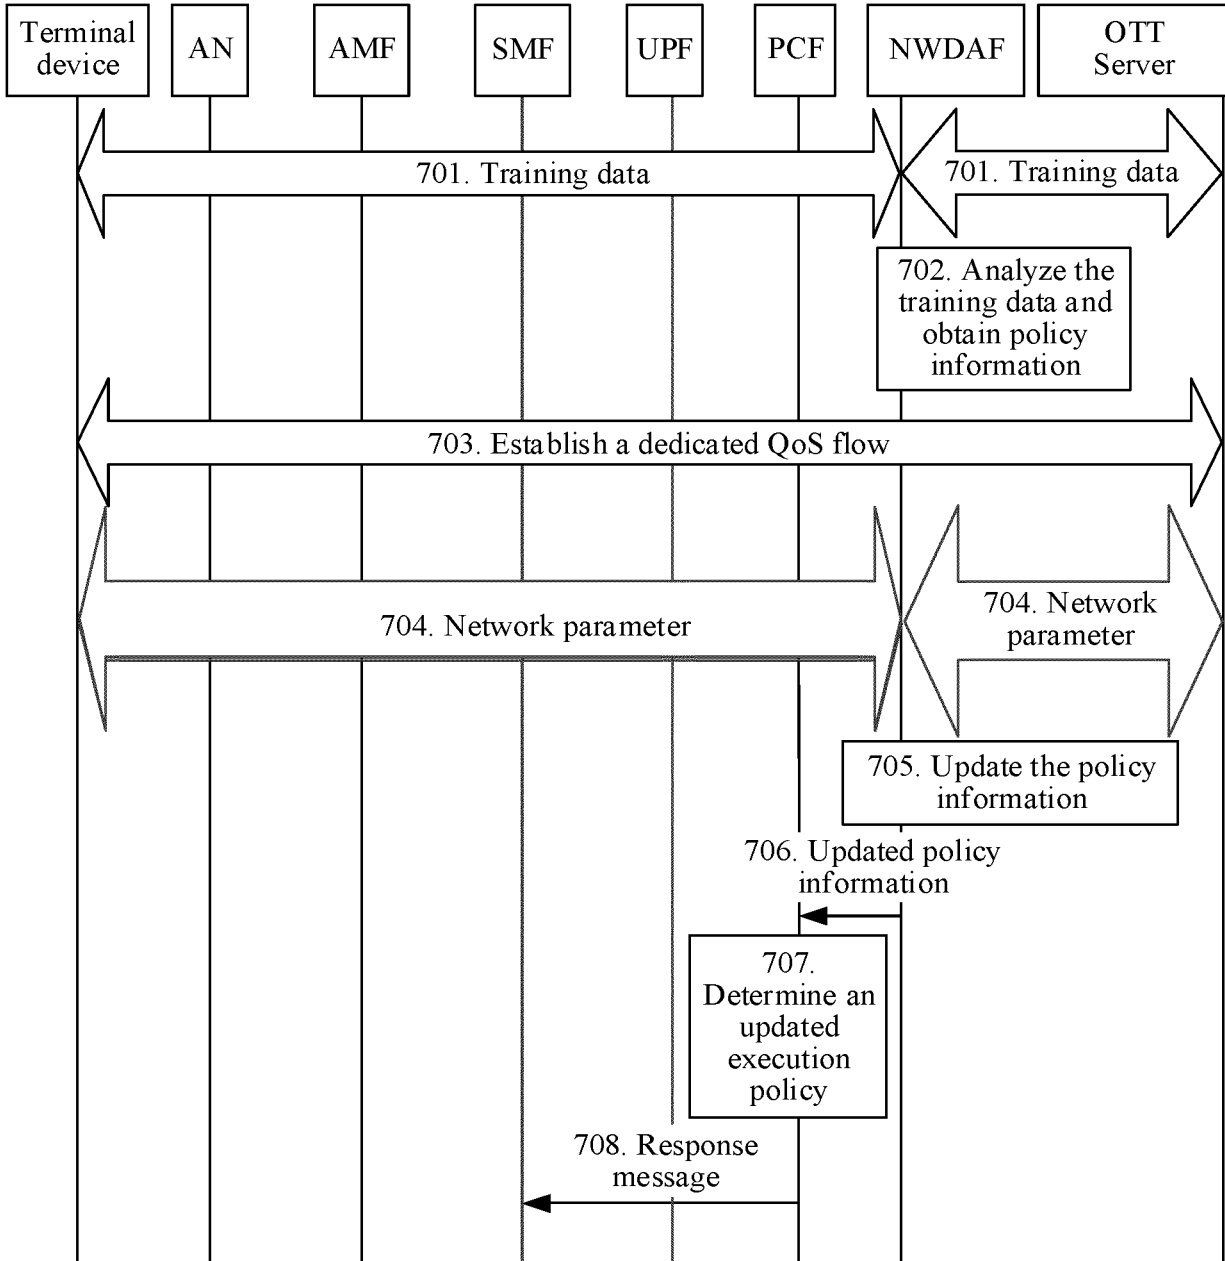 Terminal
device
AN
AMF
SMF
UPF
PCF
NWDAF
OTT
Server
701. Training data
701. Training data
702. Analyze the
training data and
obtain policy
information
703. Establish a dedicated QoS flow
704. Network parameter
704. Network
parameter
705. Update the policy
information
706. Updated policy
information
707.
Determine an
updated
execution
policy
708. Response
message